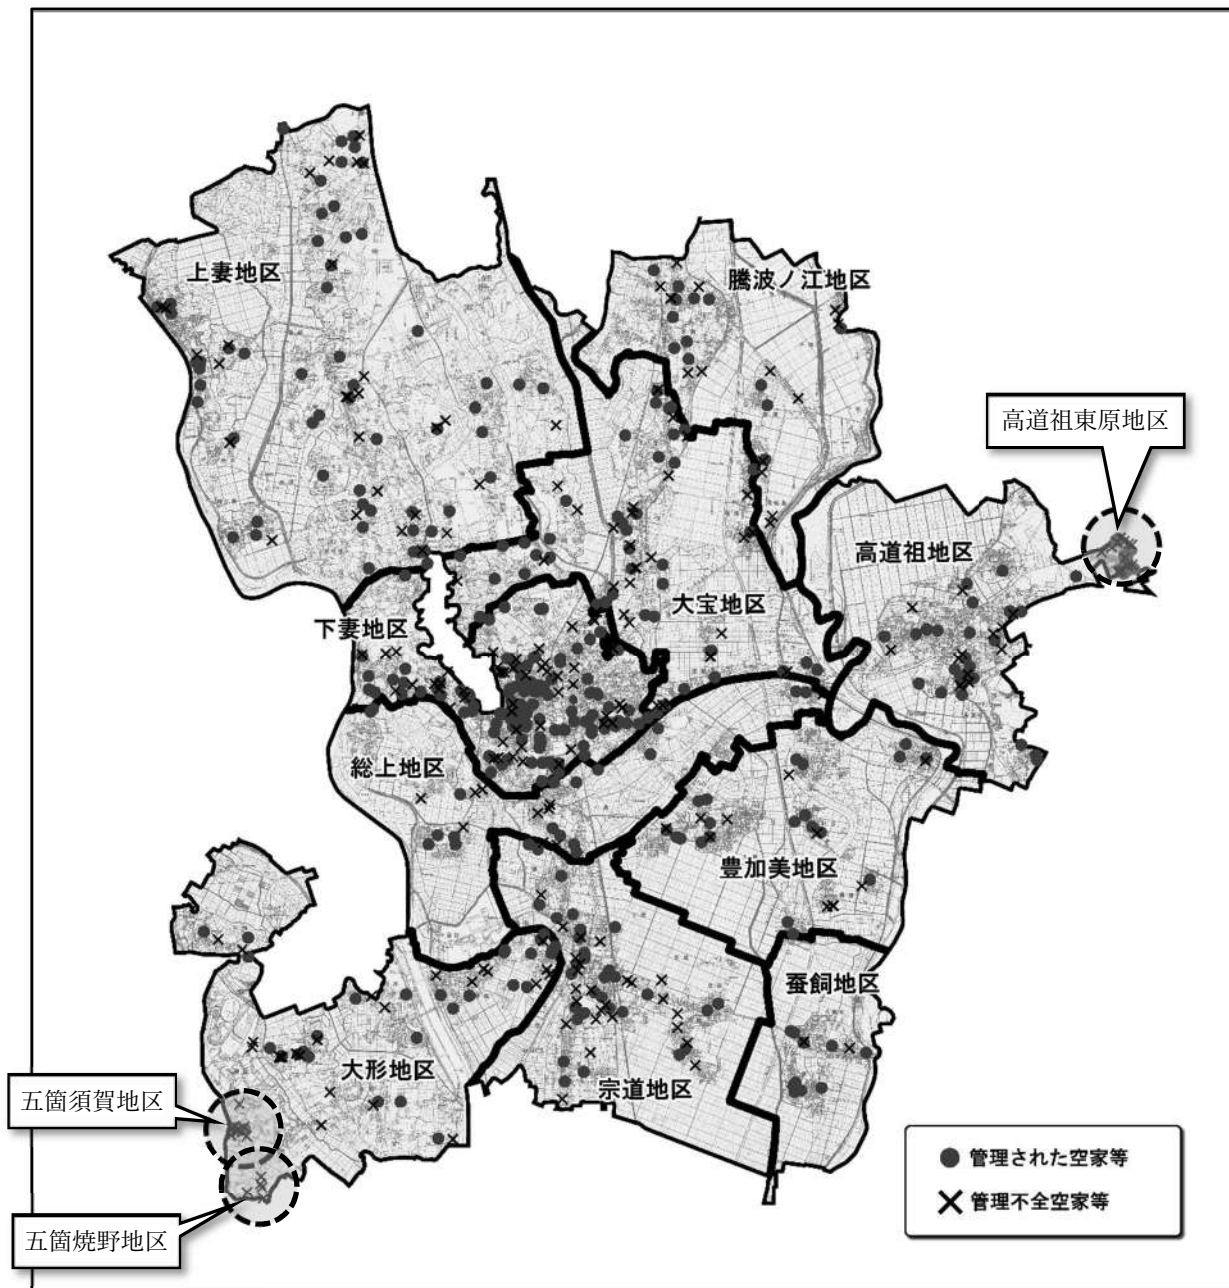 上妻地区
騰波ノ江地区
高道祖東原地区
高道祖地区
大宝地区
下妻地区
総上地区
豊加美地区
蚕飼地区
大形地区
宗道地区
五箇須賀地区
五箇焼野地区
管理された空家等
管理不全空家等